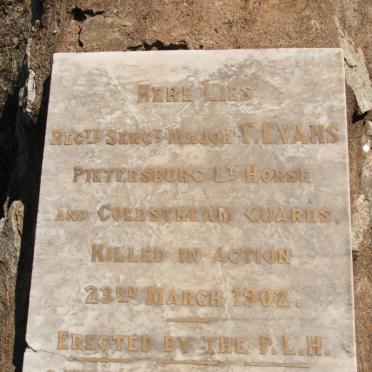 HERE LIES
REGTL SERGT MAJOR T. EVANS
PIETERSBURG LT HORSE
AND COLDSTREAM GUARDS.
KILLED IN ACTION
23RD MARCH 1902.
ERECTED BY THE P.L.H.